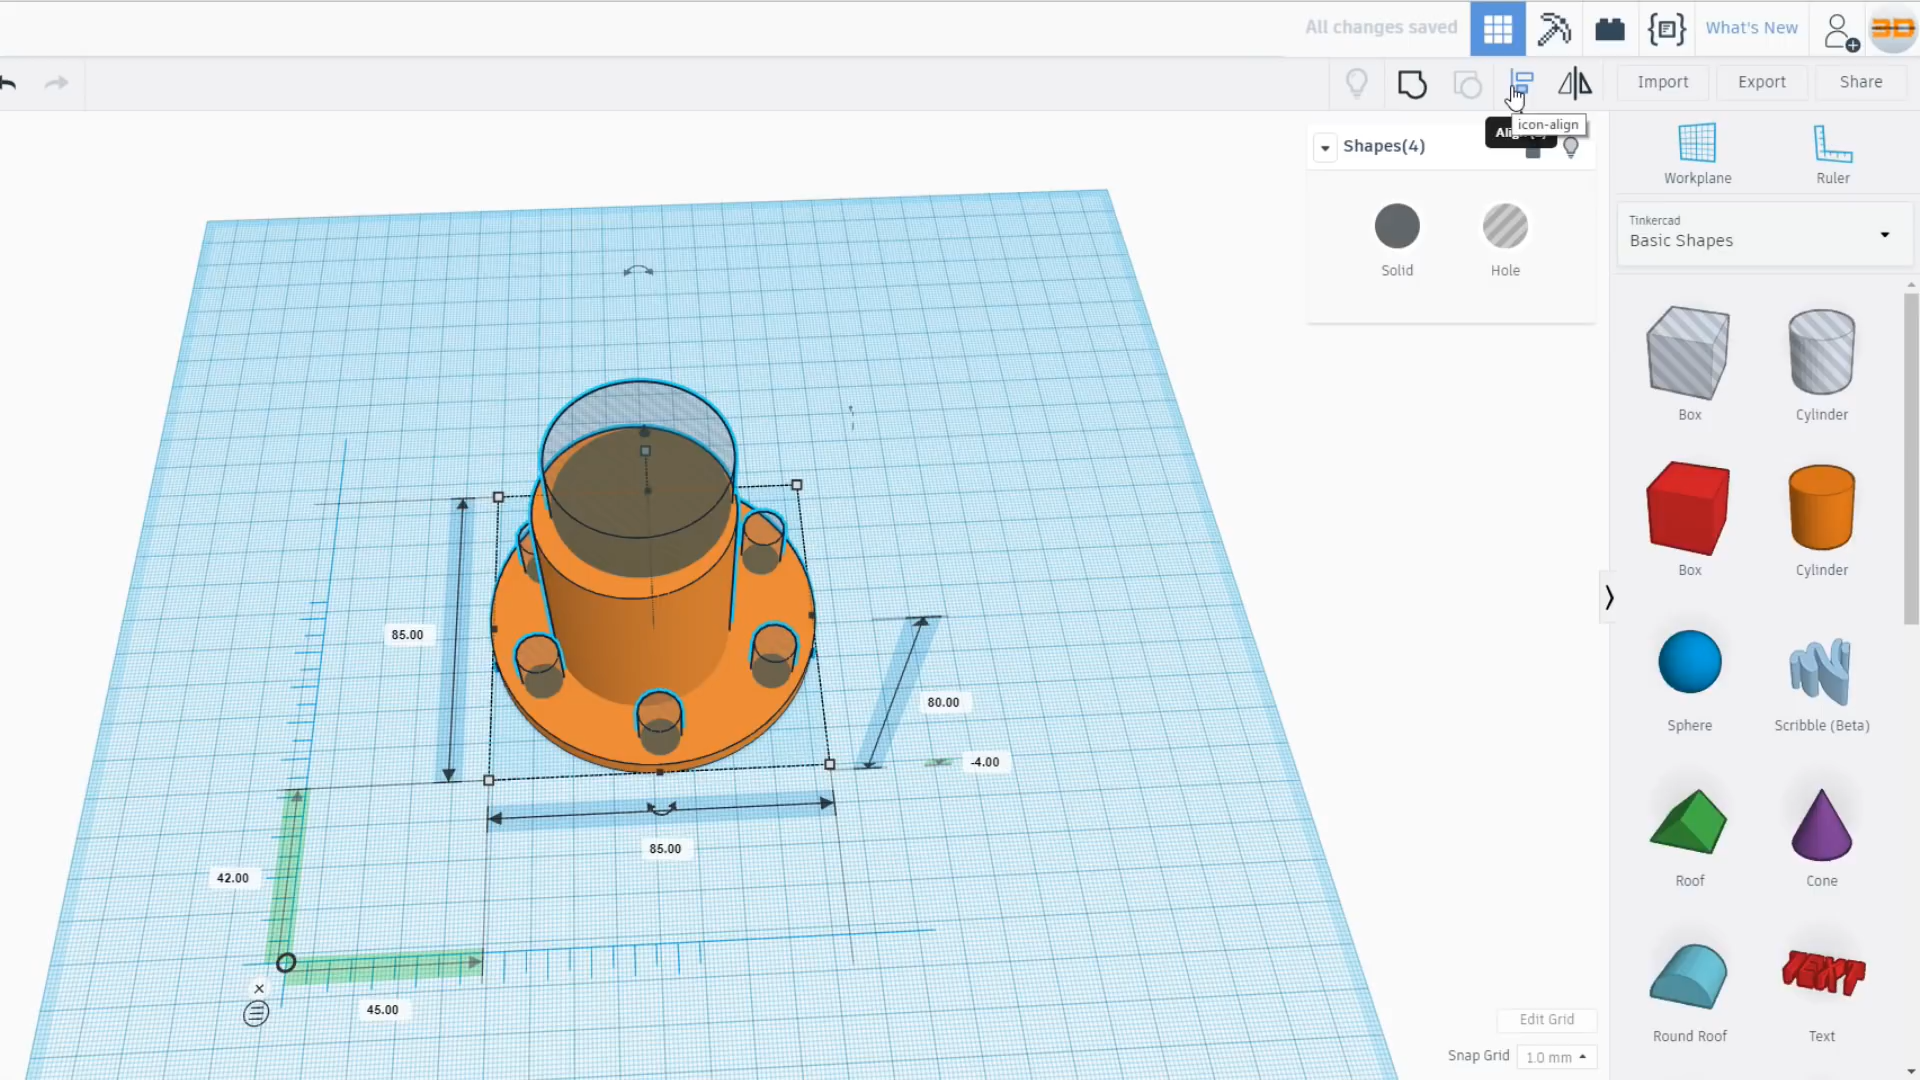 All changes saved
What's New
3D
Import
Export
Share
icon-align
Shapes(4)
Solid
Hole
Workplane
Ruler
Tinkercad
Basic Shapes
Box
Cylinder
Box
Cylinder
Sphere
Scribble (Beta)
Roof
Cone
TEXT
Round Roof
Text
85.00
80.00
-4.00
85.00
42.00
45.00
Edit Grid
Snap Grid
1.0 mm